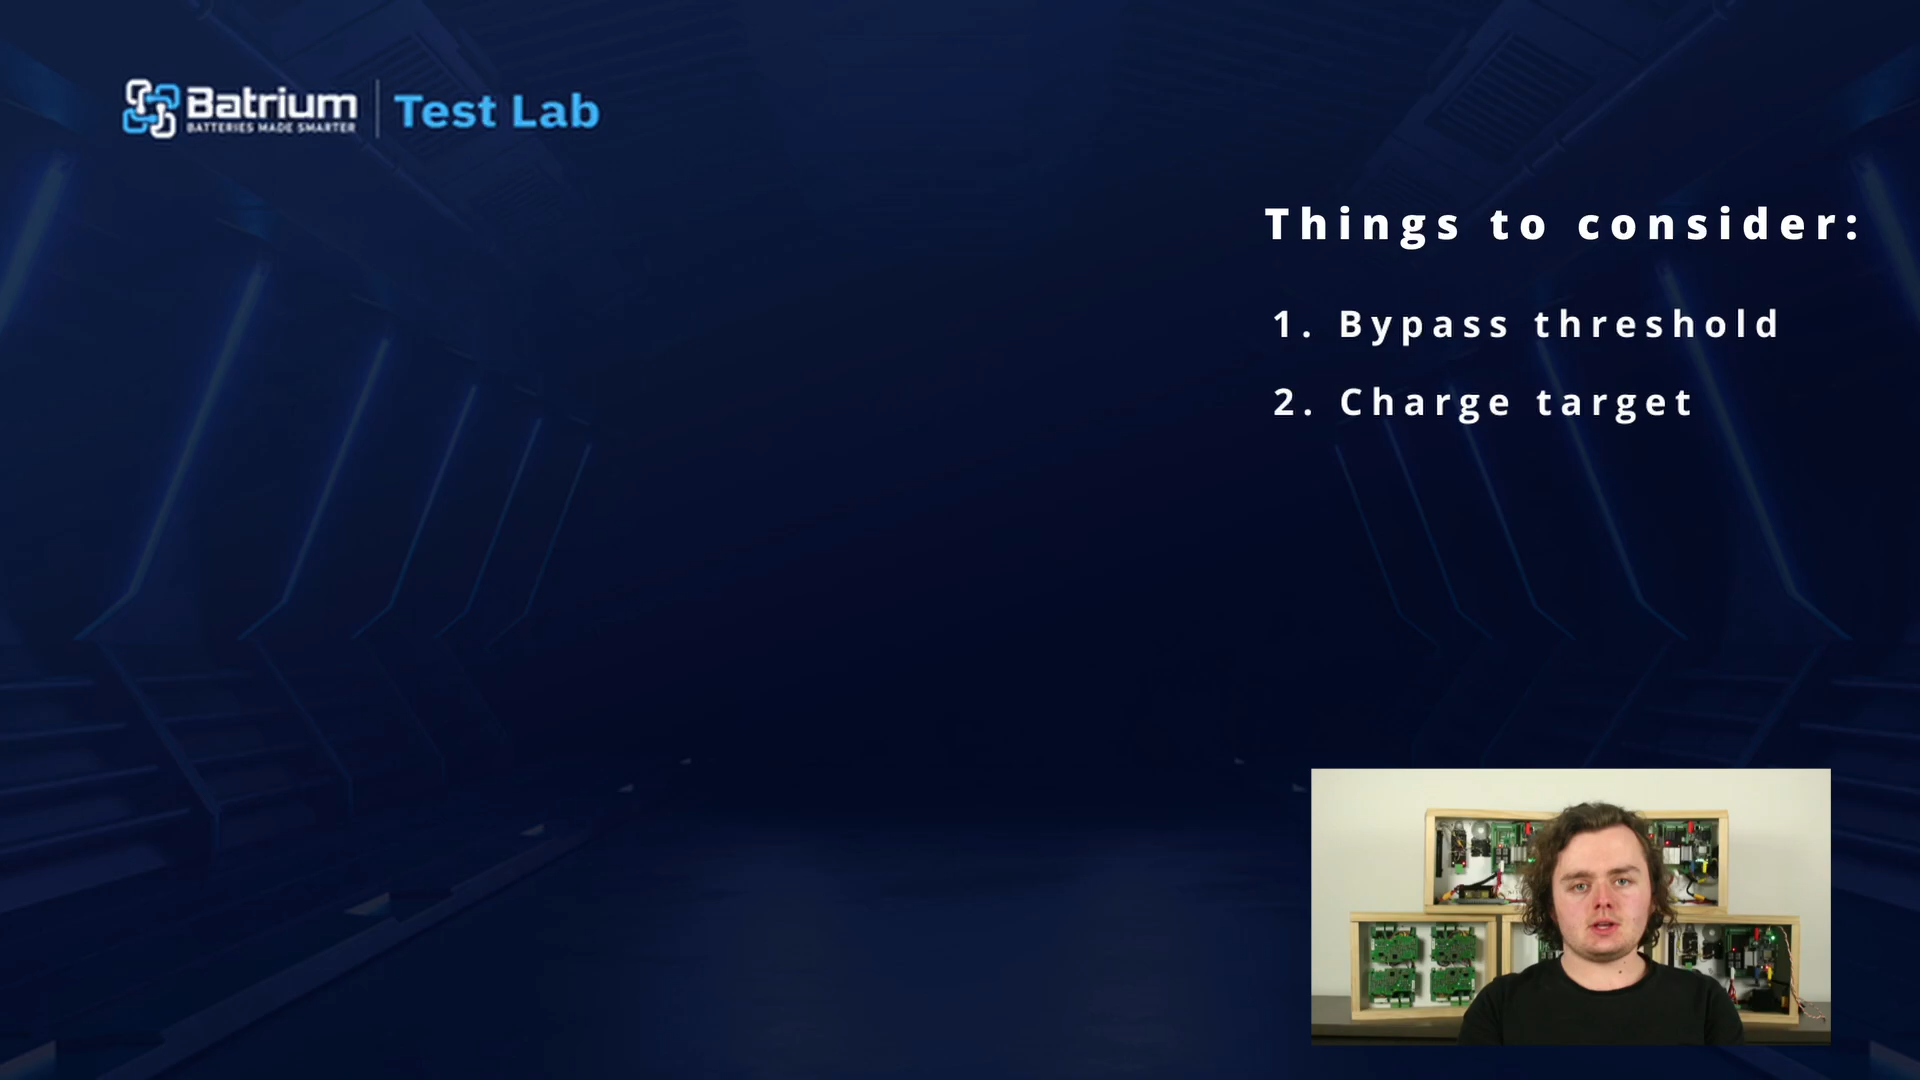 Batrium
BATTERIES MADE SMARTER
Test Lab
Things to consider:
1. Bypass threshold
2. Charge target